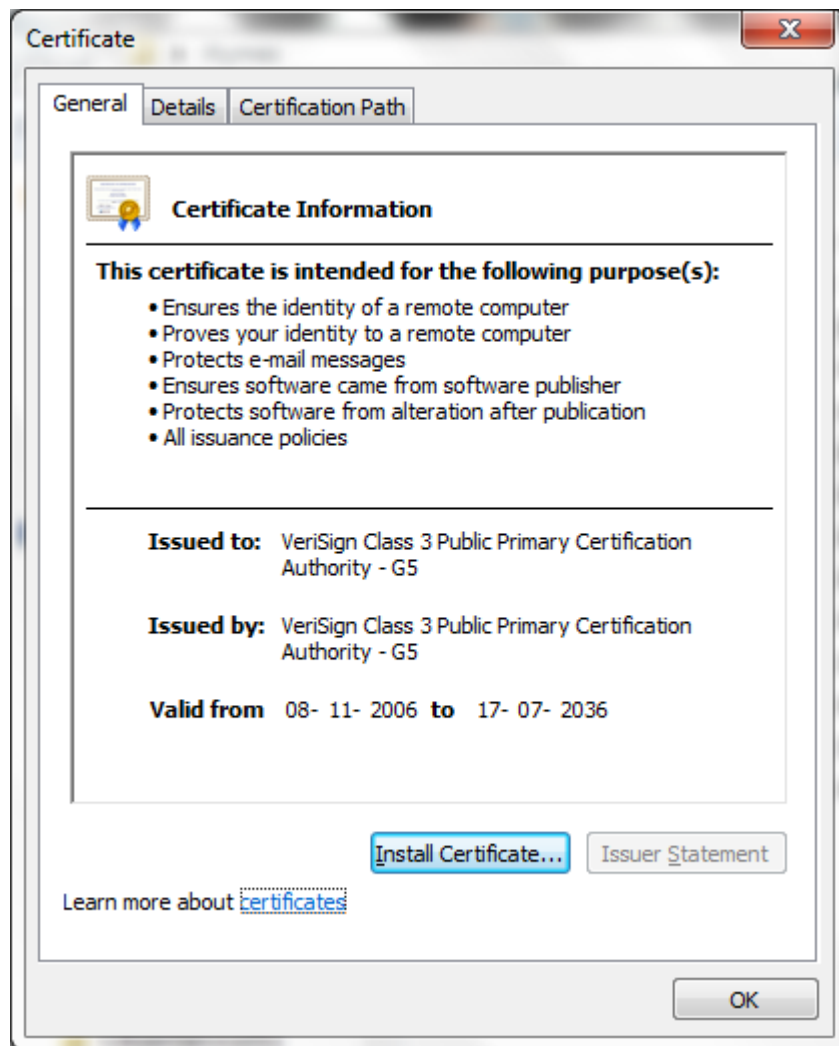 Certificate
General Details Certification Path
Certificate Information
This certificate is intended for the following purpose(s):
• Ensures the identity of a remote computer
• Proves your identity to a remote computer
• Protects e-mail messages
• Ensures software came from software publisher
• Protects software from alteration after publication
• All issuance policies
Issued to: VeriSign Class 3 Public Primary Certification
Authority - G5
Issued by: VeriSign Class 3 Public Primary Certification
Authority - G5
Valid from 08- 11- 2006 to 17- 07- 2036
Install Certificate... Issuer Statement
Learn more about certificates
OK